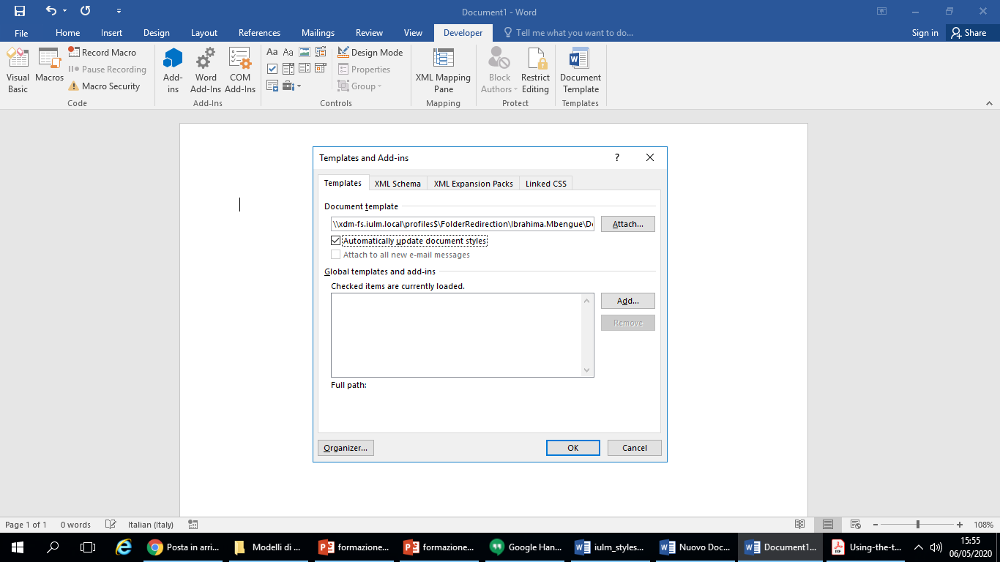 Document1 - Word
File Home Insert Design Layout References Mailings Review View Developer Tell me what you want to do... Sign in Share
Visual Basic
Macros
Record Macro
Pause Recording
Macro Security
Code
Add-ins
Word Add-Ins
COM Add-Ins
Add-Ins
Aa Aa
Design Mode
Properties
Group
Controls
XML Mapping Pane
Mapping
Block Authors
Restrict Editing
Protect
Document Template
Templates
Templates and Add-ins ?
Templates XML Schema XML Expansion Packs Linked CSS
Document template
\\xdm-fs.iulm.local\profiles$\FolderRedirection\Ibrahima.Mbengue\D Attach...
Automatically update document styles
Attach to all new e-mail messages
Global templates and add-ins
Checked items are currently loaded.
Add...
Remove
Full path:
Organizer... OK Cancel
Page 1 of 1 0 words Italian (Italy) 108%
Posta in arri... Modelli di ... formazione... formazione... Google Han... iulm_styles... Nuovo Doc... Document1... Using-the-t...
15:55
06/05/2020